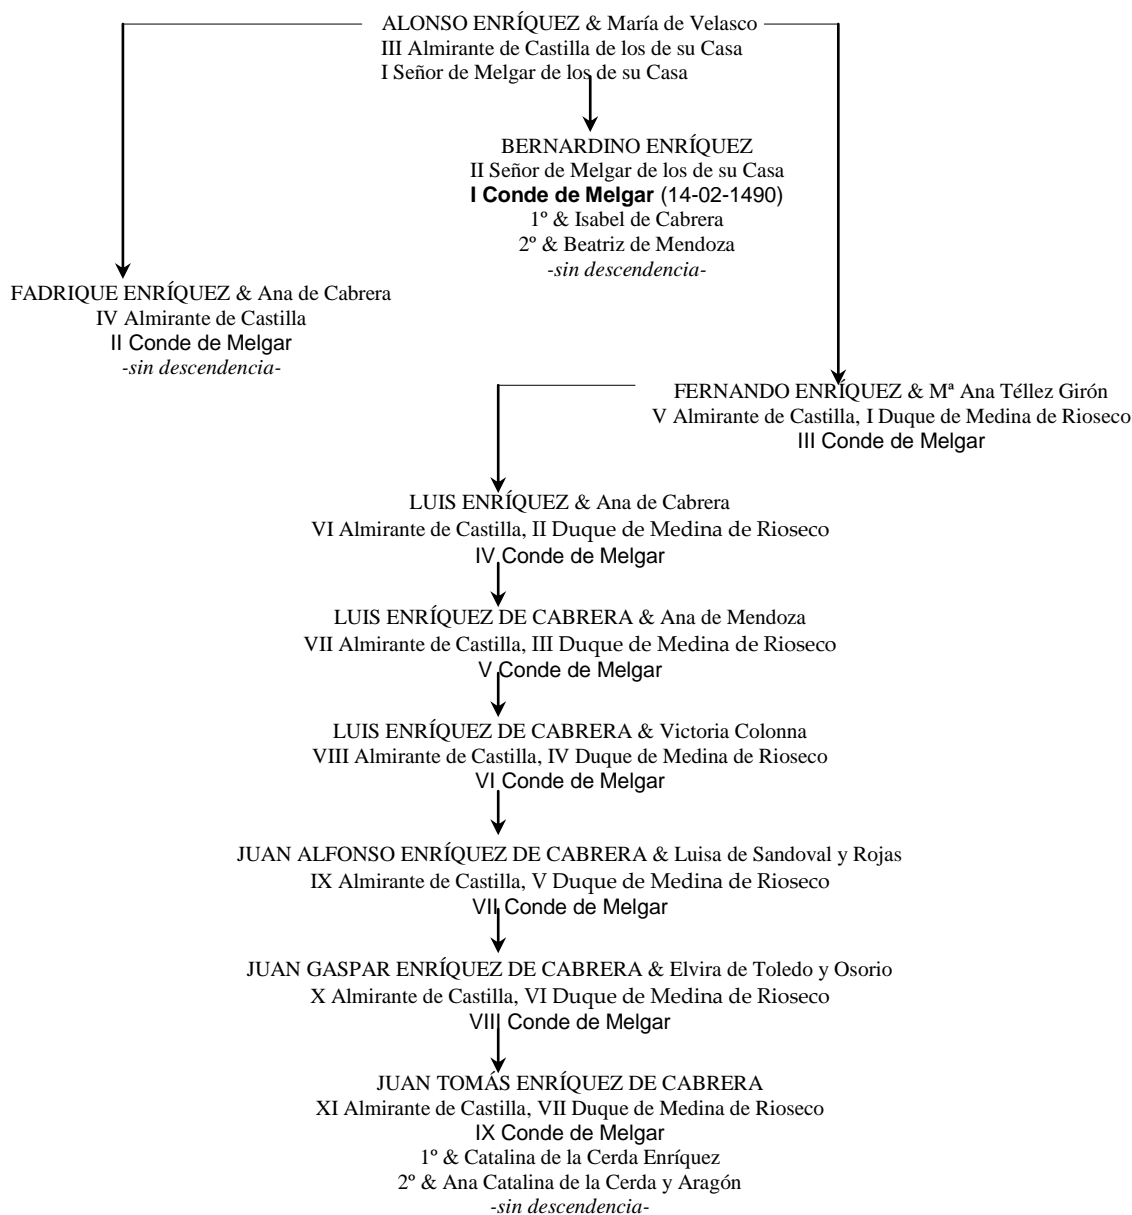 ALONSO ENRÍQUEZ & María de Velasco
III Almirante de Castilla de los de su Casa
I Señor de Melgar de los de su Casa
BERNARDINO ENRÍQUEZ
II Señor de Melgar de los de su Casa
I Conde de Melgar (14-02-1490)
1º & Isabel de Cabrera
2º & Beatriz de Mendoza
-sin descendencia-
FADRIQUE ENRÍQUEZ & Ana de Cabrera
IV Almirante de Castilla
II Conde de Melgar
-sin descendencia-
FERNANDO ENRÍQUEZ & Mª Ana Téllez Girón
V Almirante de Castilla, I Duque de Medina de Rioseco
III Conde de Melgar
LUIS ENRÍQUEZ & Ana de Cabrera
VI Almirante de Castilla, II Duque de Medina de Rioseco
IV Conde de Melgar
LUIS ENRÍQUEZ DE CABRERA & Ana de Mendoza
VII Almirante de Castilla, III Duque de Medina de Rioseco
V Conde de Melgar
LUIS ENRÍQUEZ DE CABRERA & Victoria Colonna
VIII Almirante de Castilla, IV Duque de Medina de Rioseco
VI Conde de Melgar
JUAN ALFONSO ENRÍQUEZ DE CABRERA & Luisa de Sandoval y Rojas
IX Almirante de Castilla, V Duque de Medina de Rioseco
VII Conde de Melgar
JUAN GASPAR ENRÍQUEZ DE CABRERA & Elvira de Toledo y Osorio
X Almirante de Castilla, VI Duque de Medina de Rioseco
VIII Conde de Melgar
JUAN TOMÁS ENRÍQUEZ DE CABRERA
XI Almirante de Castilla, VII Duque de Medina de Rioseco
IX Conde de Melgar
1º & Catalina de la Cerda Enríquez
2º & Ana Catalina de la Cerda y Aragón
-sin descendencia-